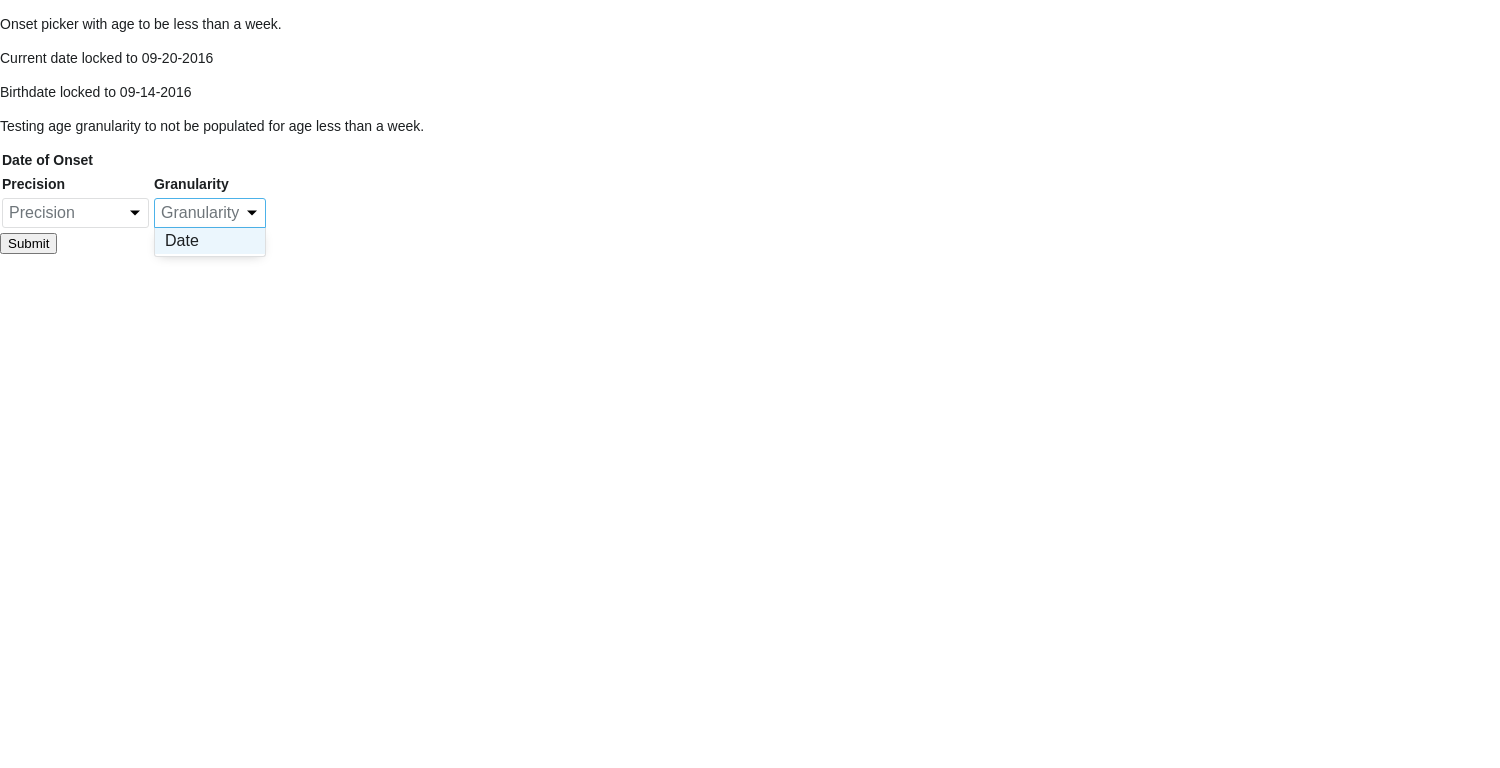 Onset picker with age to be less than a week.
Current date locked to 09-20-2016
Birthdate locked to 09-14-2016
Testing age granularity to not be populated for age less than a week.
Date of Onset
Precision Granularity
Precision Granularity
Date
Submit